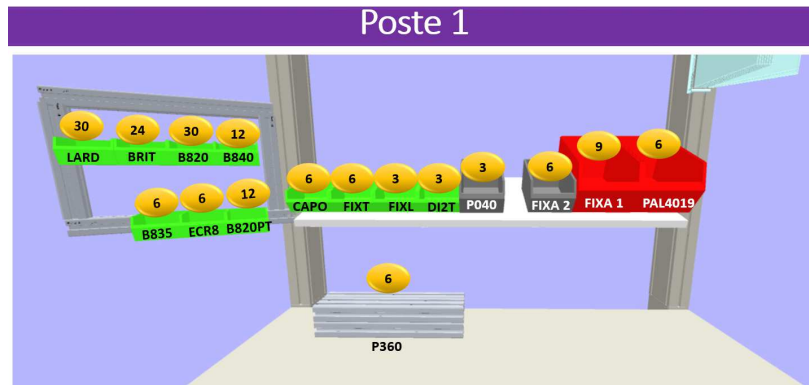 Poste 1
30 24 30 12
LARD BRIT B820 B840
6 6 12
B835 ECR8 B820PT
6 6 3 3 3 6 9 6
CAPO FIXT FIXL DI2T P040 FIXA 2 FIXA 1 PAL4019
6
P360